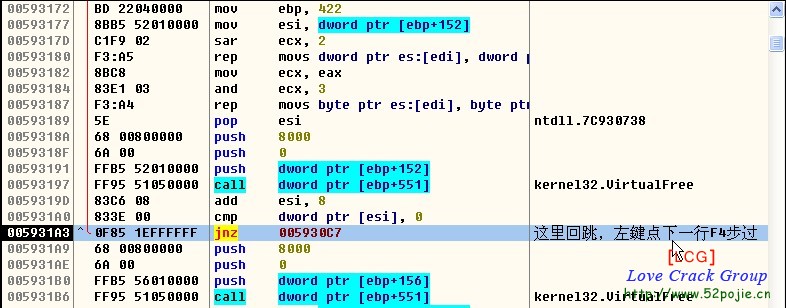 00593172 BD 22040000 mov ebp, 422
00593177 8BB5 52010000 mov esi, dword ptr [ebp+152]
0059317D C1F9 02 sar ecx, 2
00593180 F3:A5 rep movs dword ptr es:[edi], dword p
00593182 8BC8 mov ecx, eax
00593184 83E1 03 and ecx, 3
00593187 F3:A4 rep movs byte ptr es:[edi], byte pt
00593189 5E pop esi ntdll.7C930738
0059318A 68 00800000 push 8000
0059318F 6A 00 push 0
00593191 FFB5 52010000 push dword ptr [ebp+152]
00593197 FF95 51050000 call dword ptr [ebp+551] kernel32.VirtualFree
0059319D 83C6 08 add esi, 8
005931A0 833E 00 cmp dword ptr [esi], 0
005931A3 ^ 0F85 1EFFFFFF jnz 005930C7 这里回跳，左鍵点下一行F4步过
005931A9 68 00800000 push 8000
005931AE 6A 00 push 0
005931B0 FFB5 56010000 push dword ptr [ebp+156]
005931B6 FF95 51050000 call dword ptr [ebp+551] kernel32.VirtualFree
[LCG]
Love Crack Group
http://www.52pojie.cn